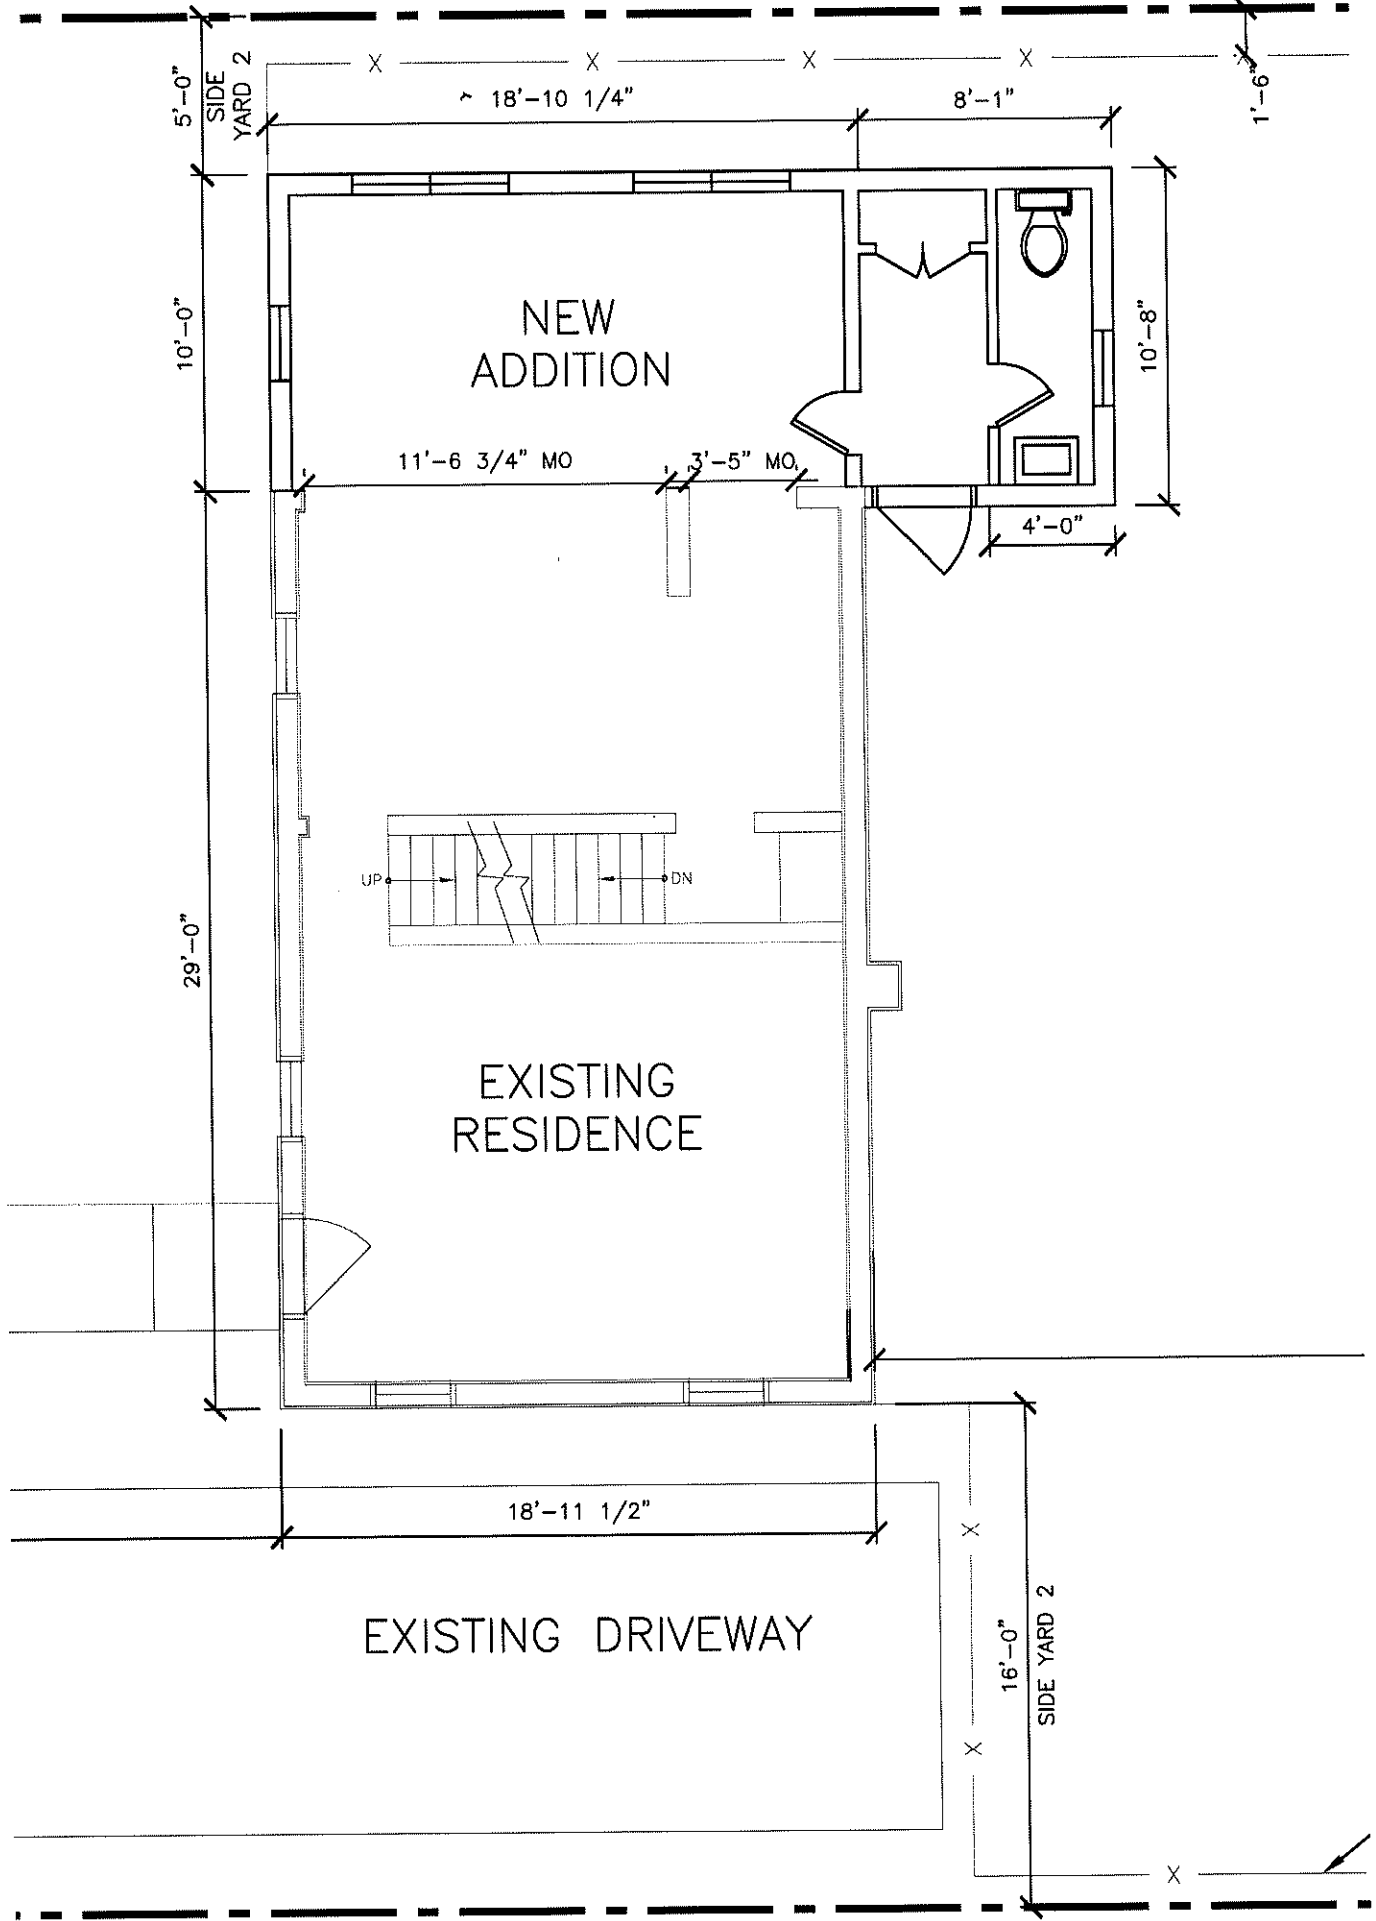 5'-0"
SIDE
YARD 2
X X X X X
18'-10 1/4"
8'-1"
1'-6"
10'-0"
NEW
ADDITION
10'-8"
11'-6 3/4" MO
3'-5" MO
4'-0"
UP
DN
29'-0"
EXISTING
RESIDENCE
18'-11 1/2"
X
EXISTING DRIVEWAY
16'-0"
SIDE YARD 2
X
X